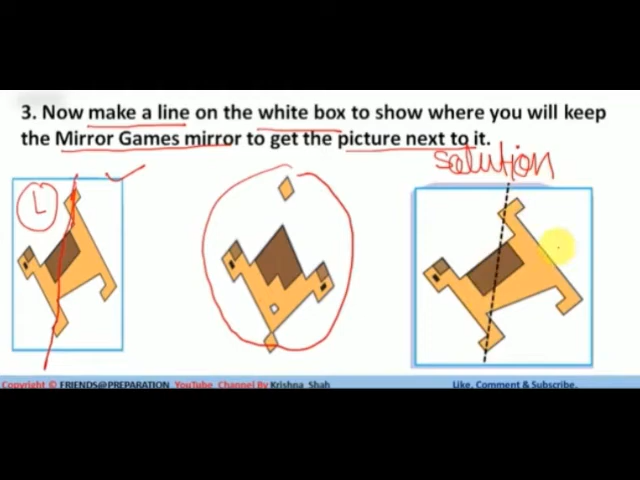 3. Now make a line on the white box to show where you will keep
the Mirror Games mirror to get the picture next to it.
solution
L
Copyright © FRIENDS@PREPARATION YouTube Channel By Krishna Shah
Like, Comment & Subscribe.